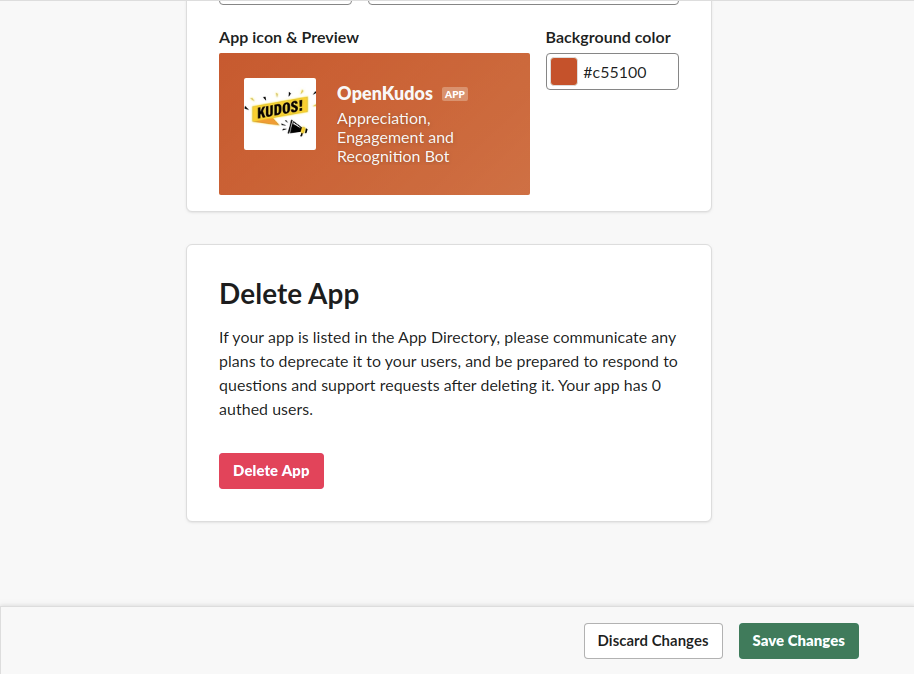 App icon & Preview
Background color
KUDOS!
OpenKudos APP
Appreciation,
Engagement and
Recognition Bot
#c55100
Delete App
If your app is listed in the App Directory, please communicate any
plans to deprecate it to your users, and be prepared to respond to
questions and support requests after deleting it. Your app has 0
authed users.
Delete App
Discard Changes
Save Changes